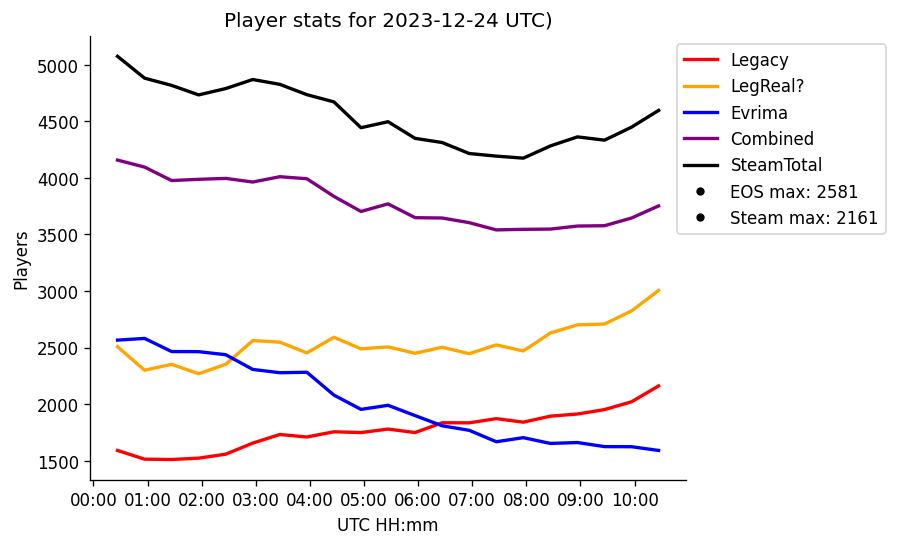 Player stats for 2023-12-24 UTC)
Legacy
LegReal?
Evrima
Combined
SteamTotal
EOS max: 2581
Steam max: 2161
Players
5000
4500
4000
3500
3000
2500
2000
1500
00:00 01:00 02:00 03:00 04:00 05:00 06:00 07:00 08:00 09:00 10:00
UTC HH:mm